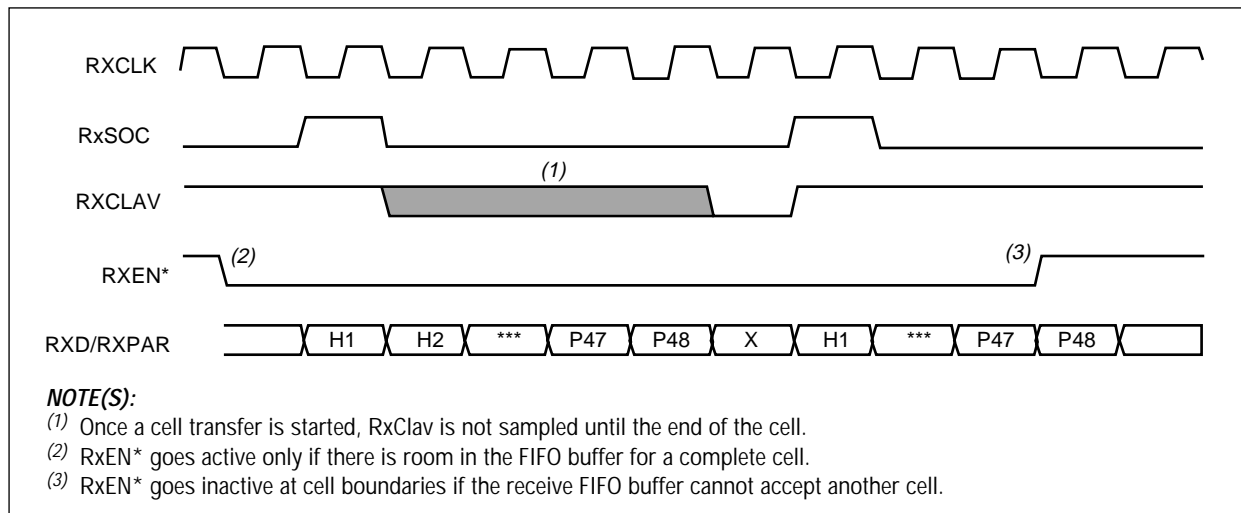 RXCLK
RxSOC
(1)
RXCLAV
(2)
(3)
RXEN*
RXD/RXPAR
H1 H2 *** P47 P48 X H1 *** P47 P48
NOTE(S):
(1) Once a cell transfer is started, RxClav is not sampled until the end of the cell.
(2) RxEN* goes active only if there is room in the FIFO buffer for a complete cell.
(3) RxEN* goes inactive at cell boundaries if the receive FIFO buffer cannot accept another cell.